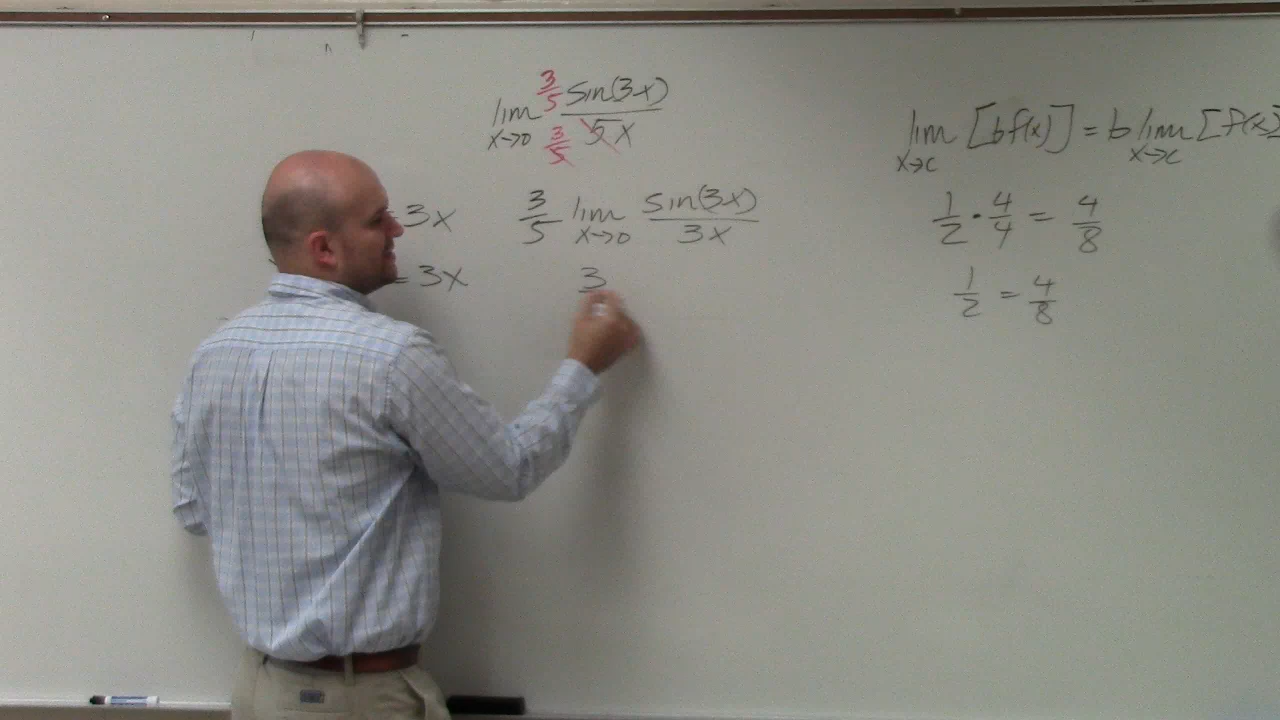 lim x→0 3/5 sin(3x) / 3/5 5x
3x
3/5 lim x→0 sin(3x)/3x
= 3x
3
lim x→c [bf(x)] = b lim x→c [f(x)]
1/2 · 4/4 = 4/8
1/2 = 4/8